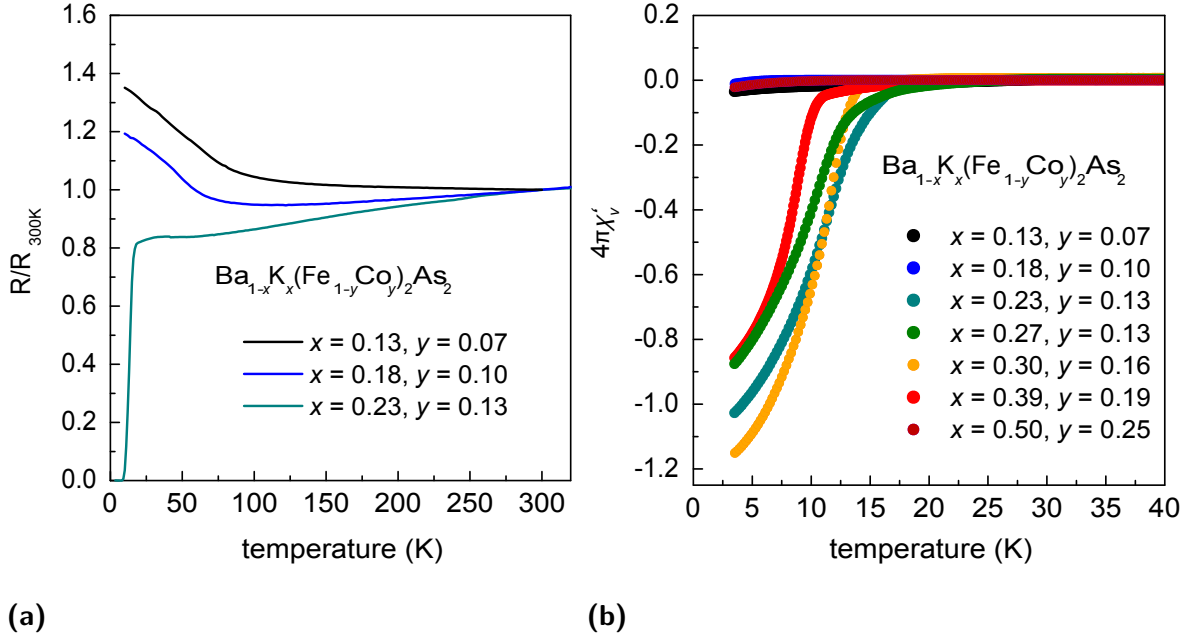 1.6
1.4
1.2
1.0
0.8
0.6
0.4
0.2
0.0
R/R300K
Ba1-xKx(Fe1-yCoy)2As2
x = 0.13, y = 0.07
x = 0.18, y = 0.10
x = 0.23, y = 0.13
0 50 100 150 200 250 300
temperature (K)
(a)
0.2
0.0
-0.2
-0.4
-0.6
-0.8
-1.0
-1.2
4πχv‘
Ba1-xKx(Fe1-yCoy)2As2
x = 0.13, y = 0.07
x = 0.18, y = 0.10
x = 0.23, y = 0.13
x = 0.27, y = 0.13
x = 0.30, y = 0.16
x = 0.39, y = 0.19
x = 0.50, y = 0.25
5 10 15 20 25 30 35 40
temperature (K)
(b)